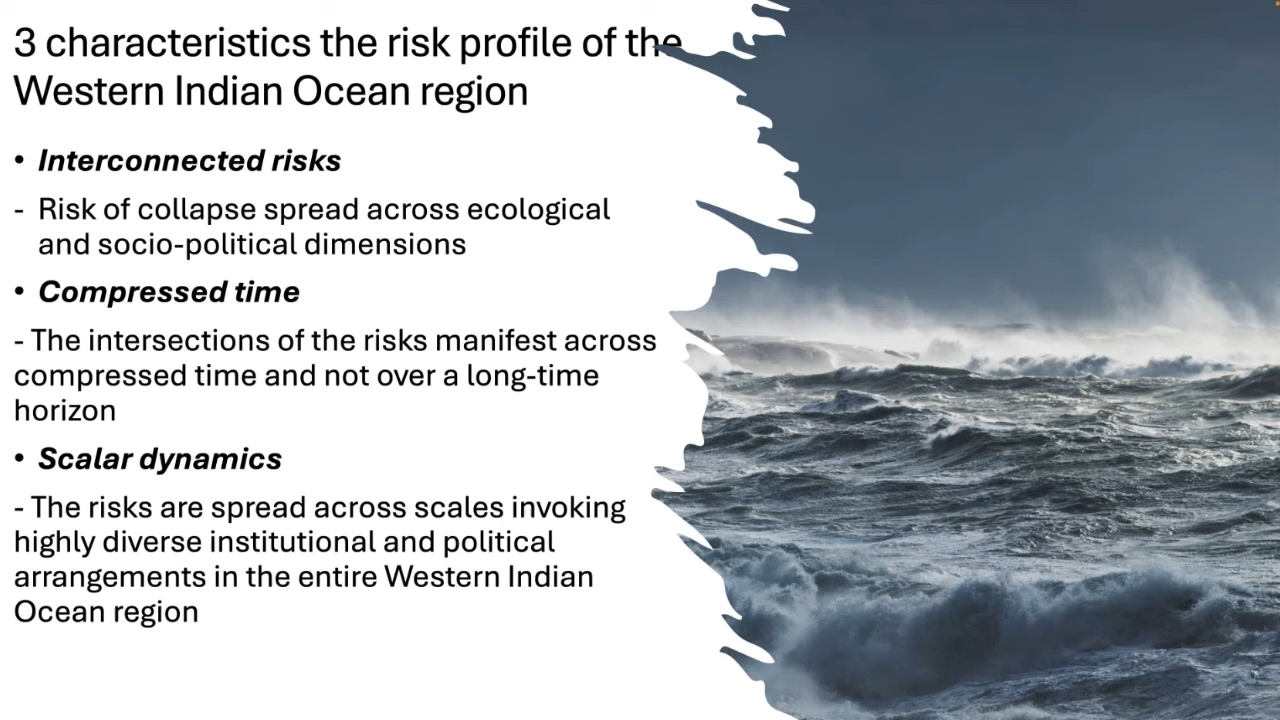 3 characteristics the risk profile of the
Western Indian Ocean region
• Interconnected risks
- Risk of collapse spread across ecological
and socio-political dimensions
• Compressed time
- The intersections of the risks manifest across
compressed time and not over a long-time
horizon
• Scalar dynamics
- The risks are spread across scales invoking
highly diverse institutional and political
arrangements in the entire Western Indian
Ocean region